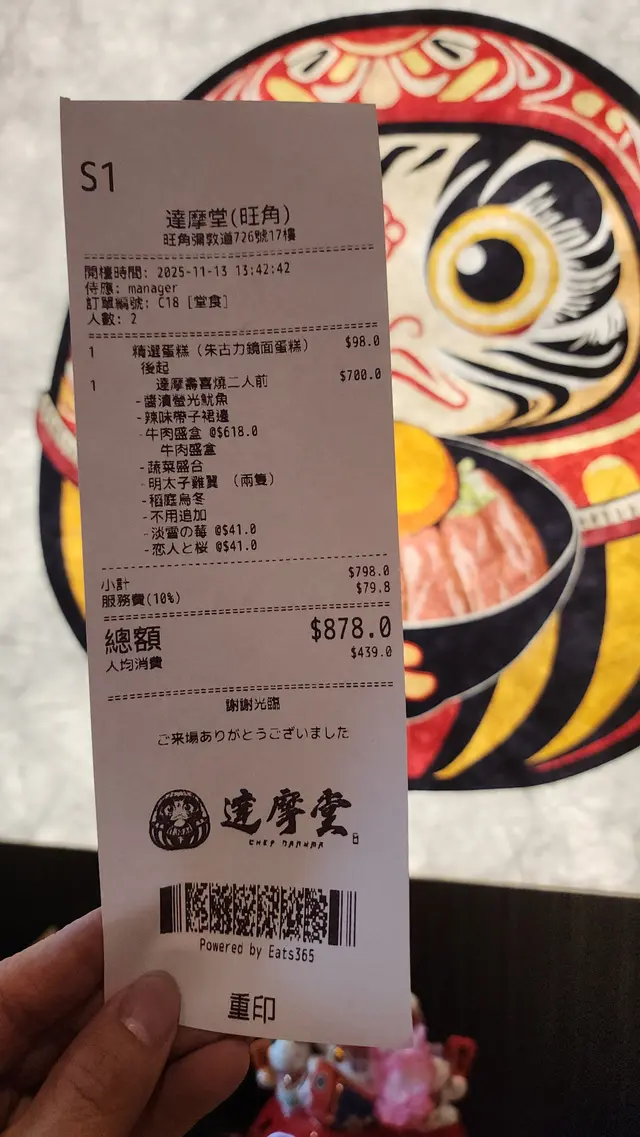 S1
達摩堂(旺角)
旺角彌敦道726號17樓
開檯時間: 2025-11-13 13:42:42
侍應: manager
訂單編號: C18 [堂食]
人數: 2
1 精選蛋糕（朱古力鏡面蛋糕） $98.0
後起
1 達摩壽喜燒二人前 $700.0
-醬漬螢光魷魚
-辣味帶子裙邊
-牛肉盛盒 @$618.0
牛肉盛盒
-蔬菜盛合
-明太子雞翼 （兩隻）
-稻庭烏冬
-不用追加
-淡雪の莓 @$41.0
-恋人と桜 @$41.0
小計 $798.0
服務費(10%) $79.8
總額 $878.0
人均消費 $439.0
謝謝光臨
ご来場ありがとうございました
達摩堂
CHEF DARUMA
Powered by Eats365
重印